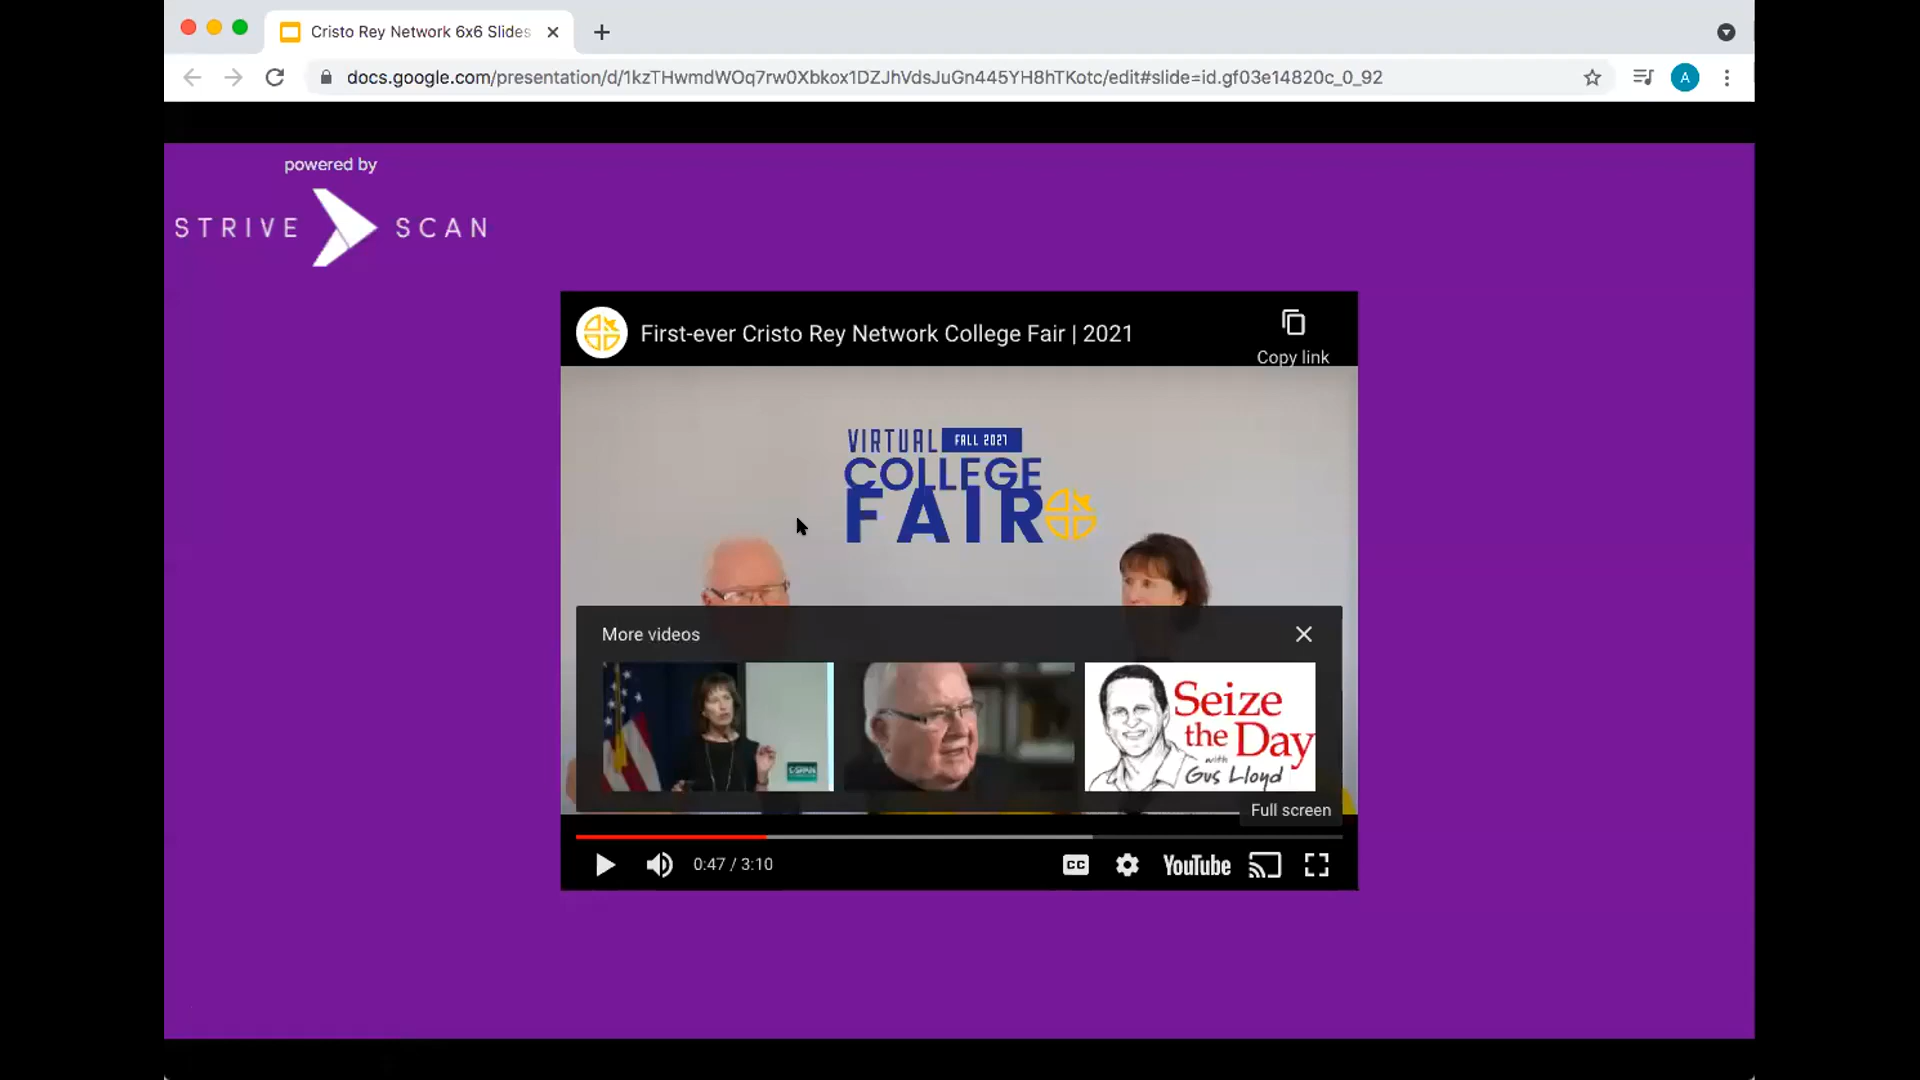 Cristo Rey Network 6x6 Slides
docs.google.com/presentation/d/1kzTHwmdWOq7rw0Xbkox1DZJhVdsJuGn445YH8hTKotc/edit#slide=id.gf03e14820c_0_92
A
powered by
STRIVE SCAN
First-ever Cristo Rey Network College Fair | 2021
Copy link
VIRTUAL FALL 2021
COLLEGE
FAIR
More videos
C-SPAN
Seize
the Day
with
Gus Lloyd
Full screen
0:47 / 3:10
CC
YouTube